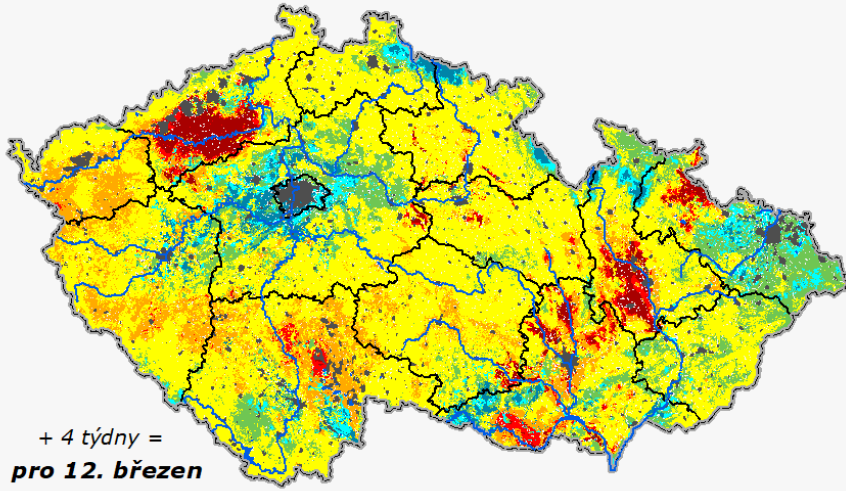 + 4 týdny =
pro 12. březen